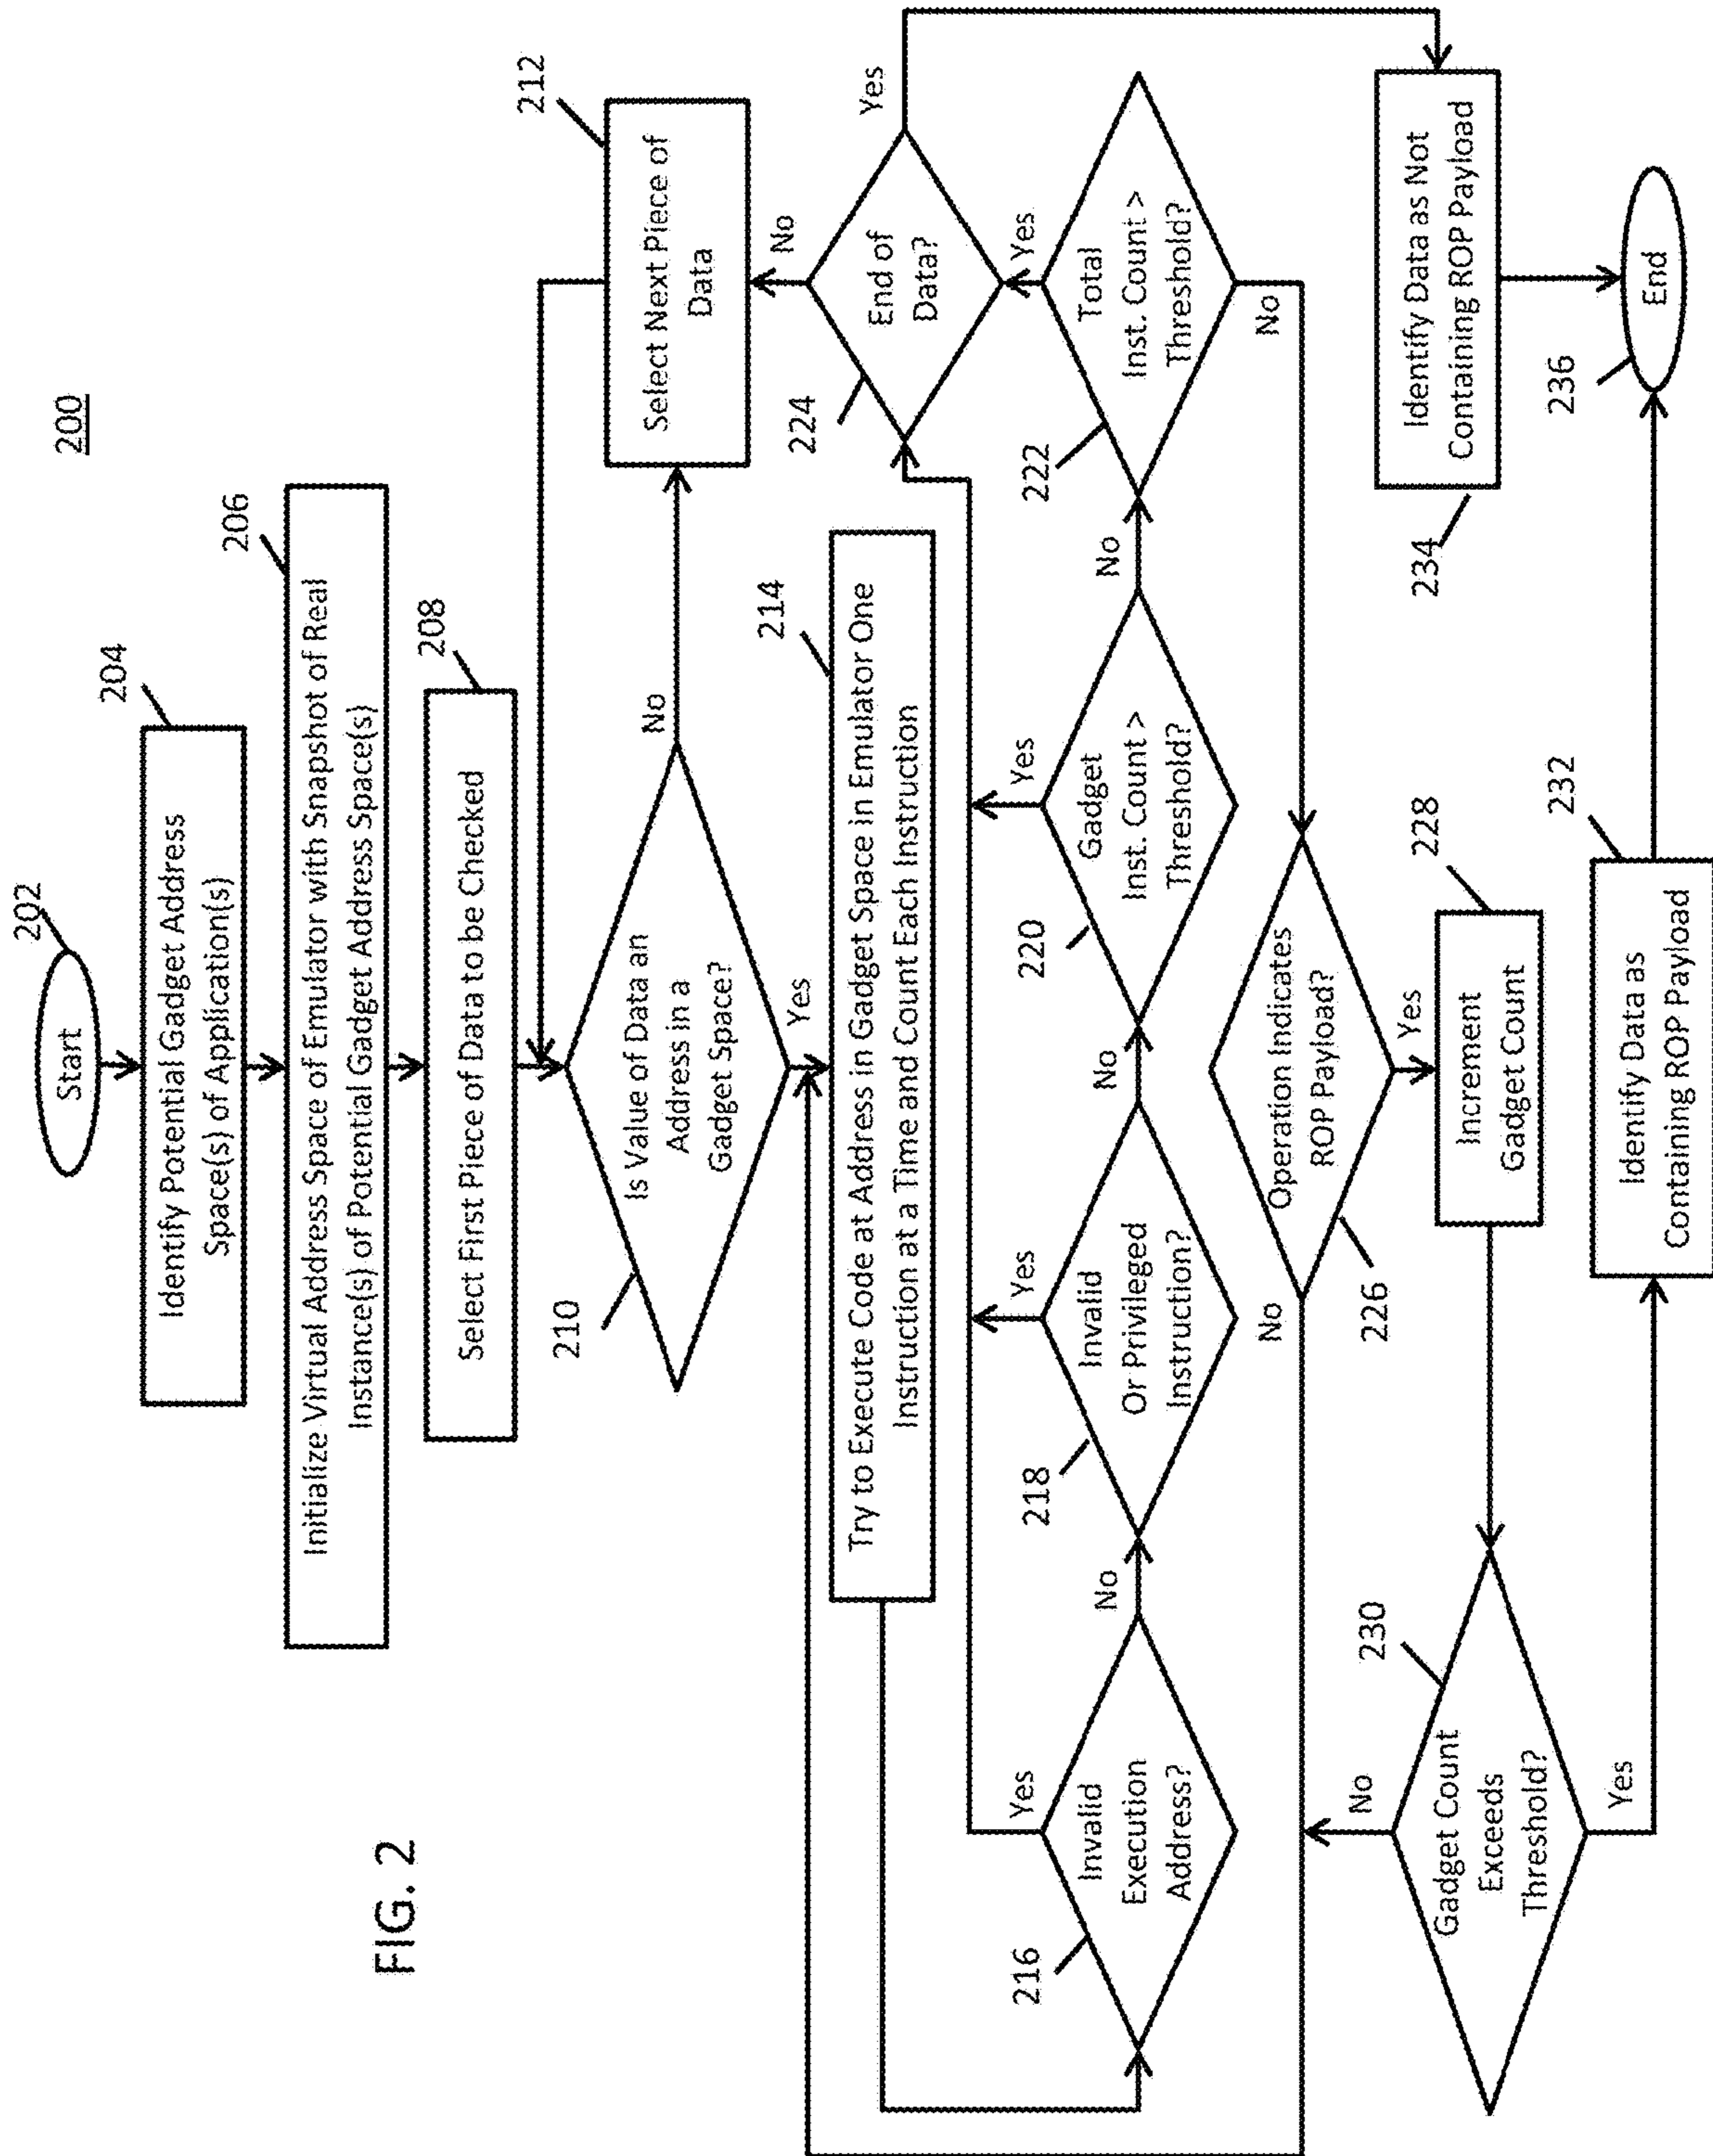 200
202
Start
204
Identify Potential Gadget Address
Space(s) of Application(s)
206
Initialize Virtual Address Space of Emulator with Snapshot of Real
Instance(s) of Potential Gadget Address Space(s)
208
Select First Piece of Data to be Checked
210
Is Value of Data an
Address in a
Gadget Space?
No
Yes
212
Select Next Piece of
Data
214
Try to Execute Code at Address in Gadget Space in Emulator One
Instruction at a Time and Count Each Instruction
216
Invalid
Execution
Address?
Yes
No
218
Invalid
Or Privileged
Instruction?
Yes
No
220
Gadget
Inst. Count >
Threshold?
Yes
No
222
Total
Inst. Count >
Threshold?
Yes
No
224
End of
Data?
No
Yes
226
Operation Indicates
ROP Payload?
No
Yes
228
Increment
Gadget Count
230
Gadget Count
Exceeds
Threshold?
No
Yes
232
Identify Data as
Containing ROP Payload
234
Identify Data as Not
Containing ROP Payload
236
End
FIG. 2